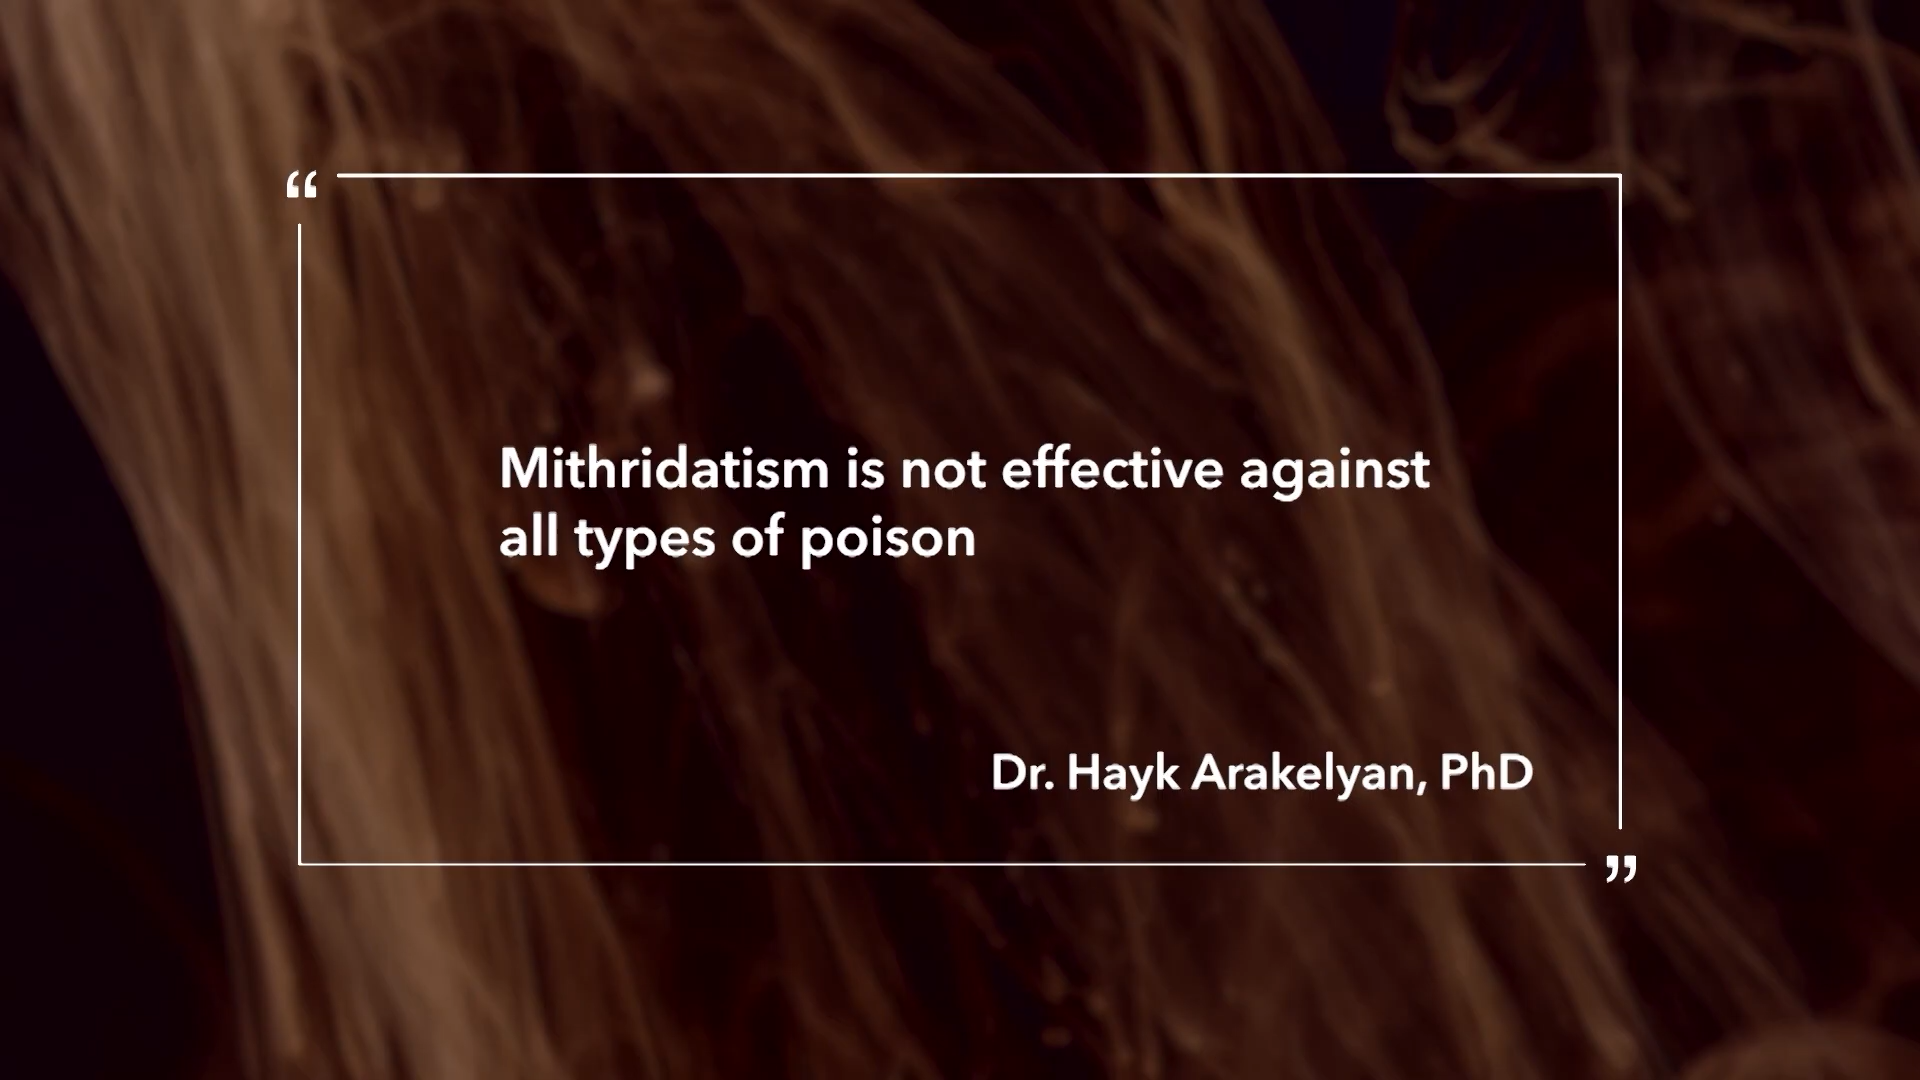 “
Mithridatism is not effective against
all types of poison
Dr. Hayk Arakelyan, PhD
”